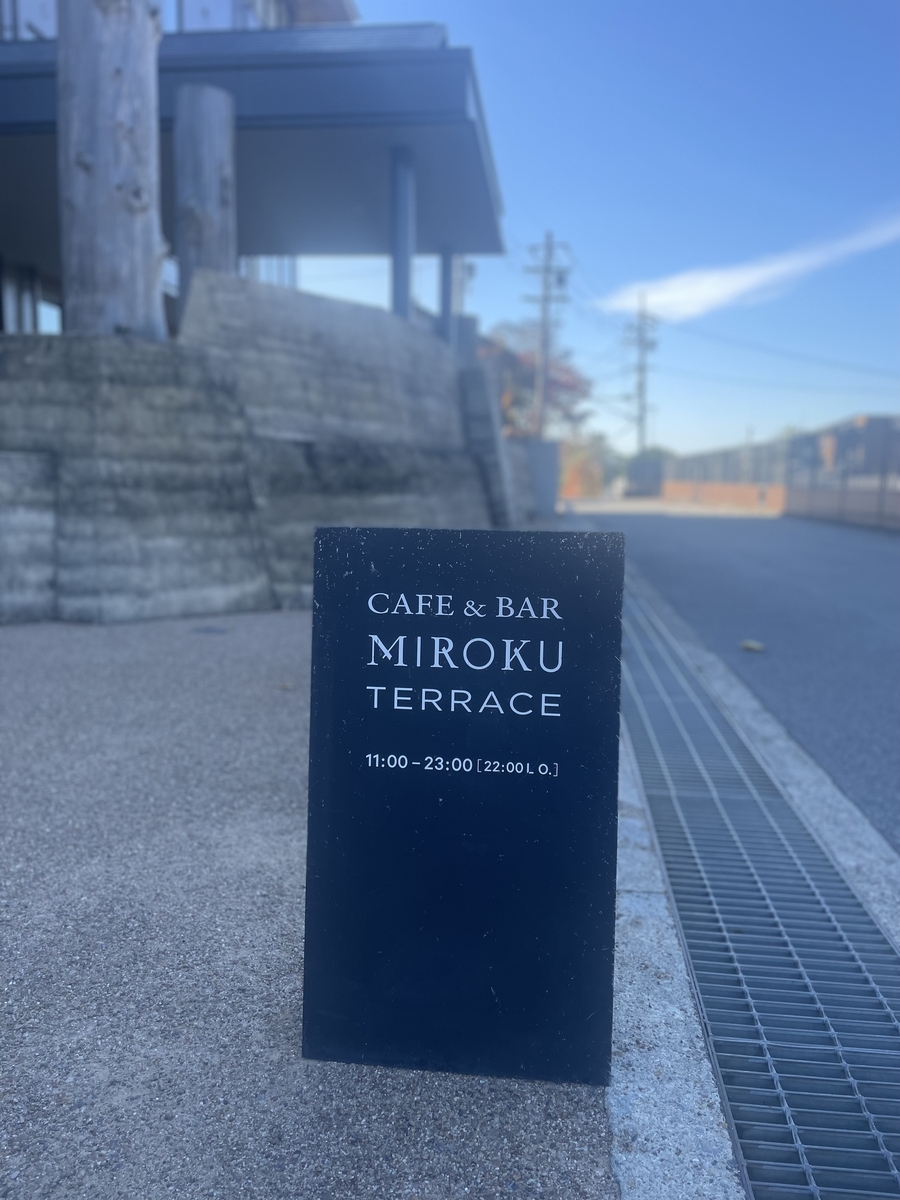 CAFE & BAR
MIROKU
TERRACE
11:00–23:00 [22:00 L.O.]